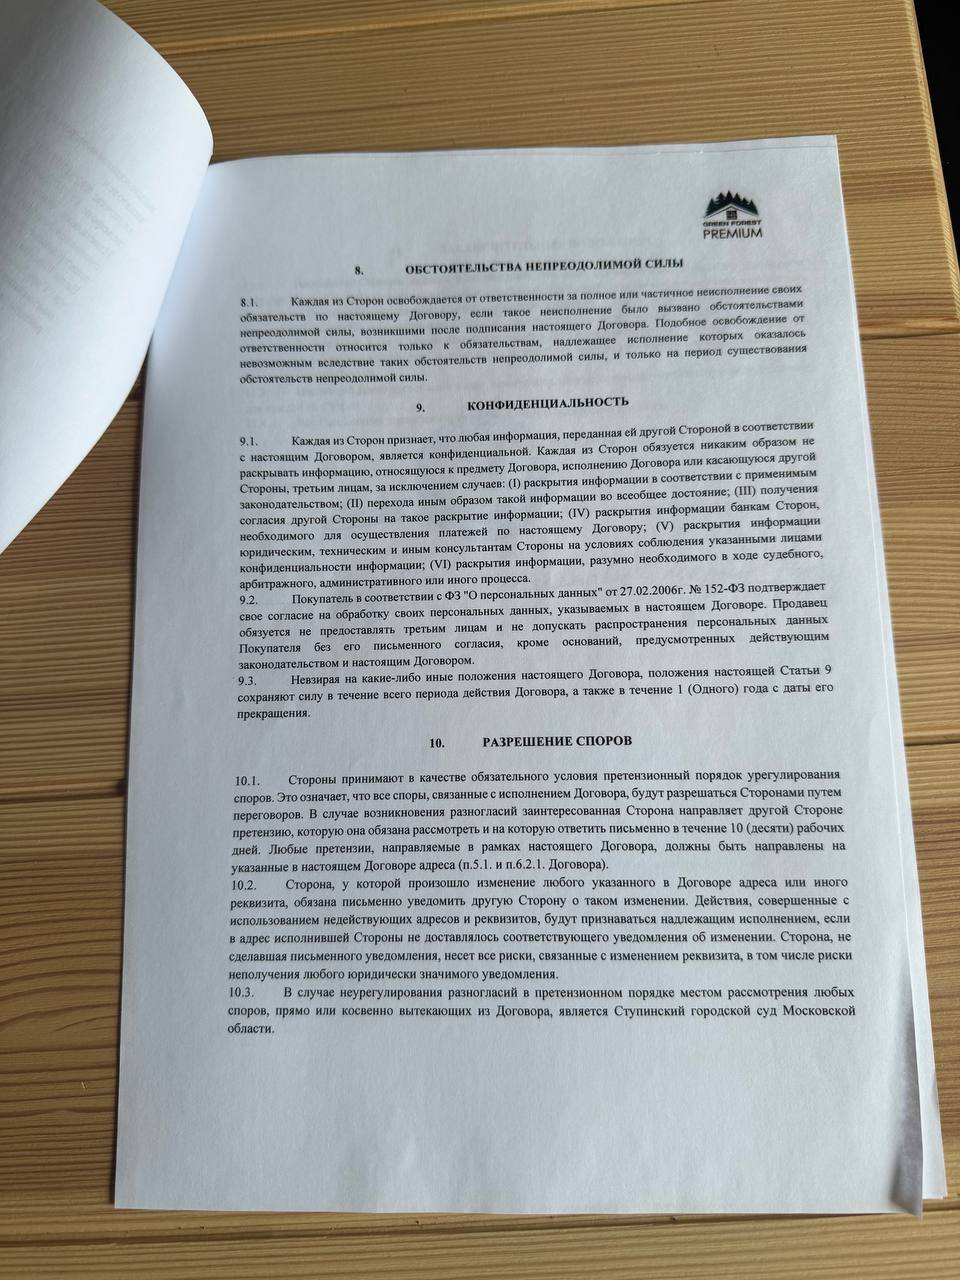 GREEN FOREST
PREMIUM
8. ОБСТОЯТЕЛЬСТВА НЕПРЕОДОЛИМОЙ СИЛЫ
8.1. Каждая из Сторон освобождается от ответственности за полное или частичное неисполнение своих
обязательств по настоящему Договору, если такое неисполнение было вызвано обстоятельствами
непреодолимой силы, возникшими после подписания настоящего Договора. Подобное освобождение от
ответственности относится только к обязательствам, надлежащее исполнение которых оказалось
невозможным вследствие таких обстоятельств непреодолимой силы, и только на период существования
обстоятельств непреодолимой силы.
9. КОНФИДЕНЦИАЛЬНОСТЬ
9.1. Каждая из Сторон признает, что любая информация, переданная ей другой Стороной в соответствии
с настоящим Договором, является конфиденциальной. Каждая из Сторон обязуется никаким образом не
раскрывать информацию, относящуюся к предмету Договора, исполнению Договора или касающуюся другой
Стороны, третьим лицам, за исключением случаев: (I) раскрытия информации в соответствии с применимым
законодательством; (II) перехода иным образом такой информации во всеобщее достояние; (III) получения
согласия другой Стороны на такое раскрытие информации; (IV) раскрытия информации банкам Сторон,
необходимого для осуществления платежей по настоящему Договору; (V) раскрытия информации
юридическим, техническим и иным консультантам Стороны на условиях соблюдения указанными лицами
конфиденциальности информации; (VI) раскрытия информации, разумно необходимого в ходе судебного,
арбитражного, административного или иного процесса.
9.2. Покупатель в соответствии с ФЗ "О персональных данных" от 27.02.2006г. № 152-ФЗ подтверждает
свое согласие на обработку своих персональных данных, указываемых в настоящем Договоре. Продавец
обязуется не предоставлять третьим лицам и не допускать распространения персональных данных
Покупателя без его письменного согласия, кроме оснований, предусмотренных действующим
законодательством и настоящим Договором.
9.3. Невзирая на какие-либо иные положения настоящего Договора, положения настоящей Статьи 9
сохраняют силу в течение всего периода действия Договора, а также в течение 1 (Одного) года с даты его
прекращения.
10. РАЗРЕШЕНИЕ СПОРОВ
10.1. Стороны принимают в качестве обязательного условия претензионный порядок урегулирования
споров. Это означает, что все споры, связанные с исполнением Договора, будут разрешаться Сторонами путем
переговоров. В случае возникновения разногласий заинтересованная Сторона направляет другой Стороне
претензию, которую она обязана рассмотреть и на которую ответить письменно в течение 10 (десяти) рабочих
дней. Любые претензии, направляемые в рамках настоящего Договора, должны быть направлены на
указанные в настоящем Договоре адреса (п.5.1. и п.6.2.1. Договора).
10.2. Сторона, у которой произошло изменение любого указанного в Договоре адреса или иного
реквизита, обязана письменно уведомить другую Сторону о таком изменении. Действия, совершенные с
использованием недействующих адресов и реквизитов, будут признаваться надлежащим исполнением, если
в адрес исполнившей Стороны не доставлялось соответствующего уведомления об изменении. Сторона, не
сделавшая письменного уведомления, несет все риски, связанные с изменением реквизита, в том числе риски
неполучения любого юридически значимого уведомления.
10.3. В случае неурегулирования разногласий в претензионном порядке местом рассмотрения любых
споров, прямо или косвенно вытекающих из Договора, является Ступинский городской суд Московской
области.